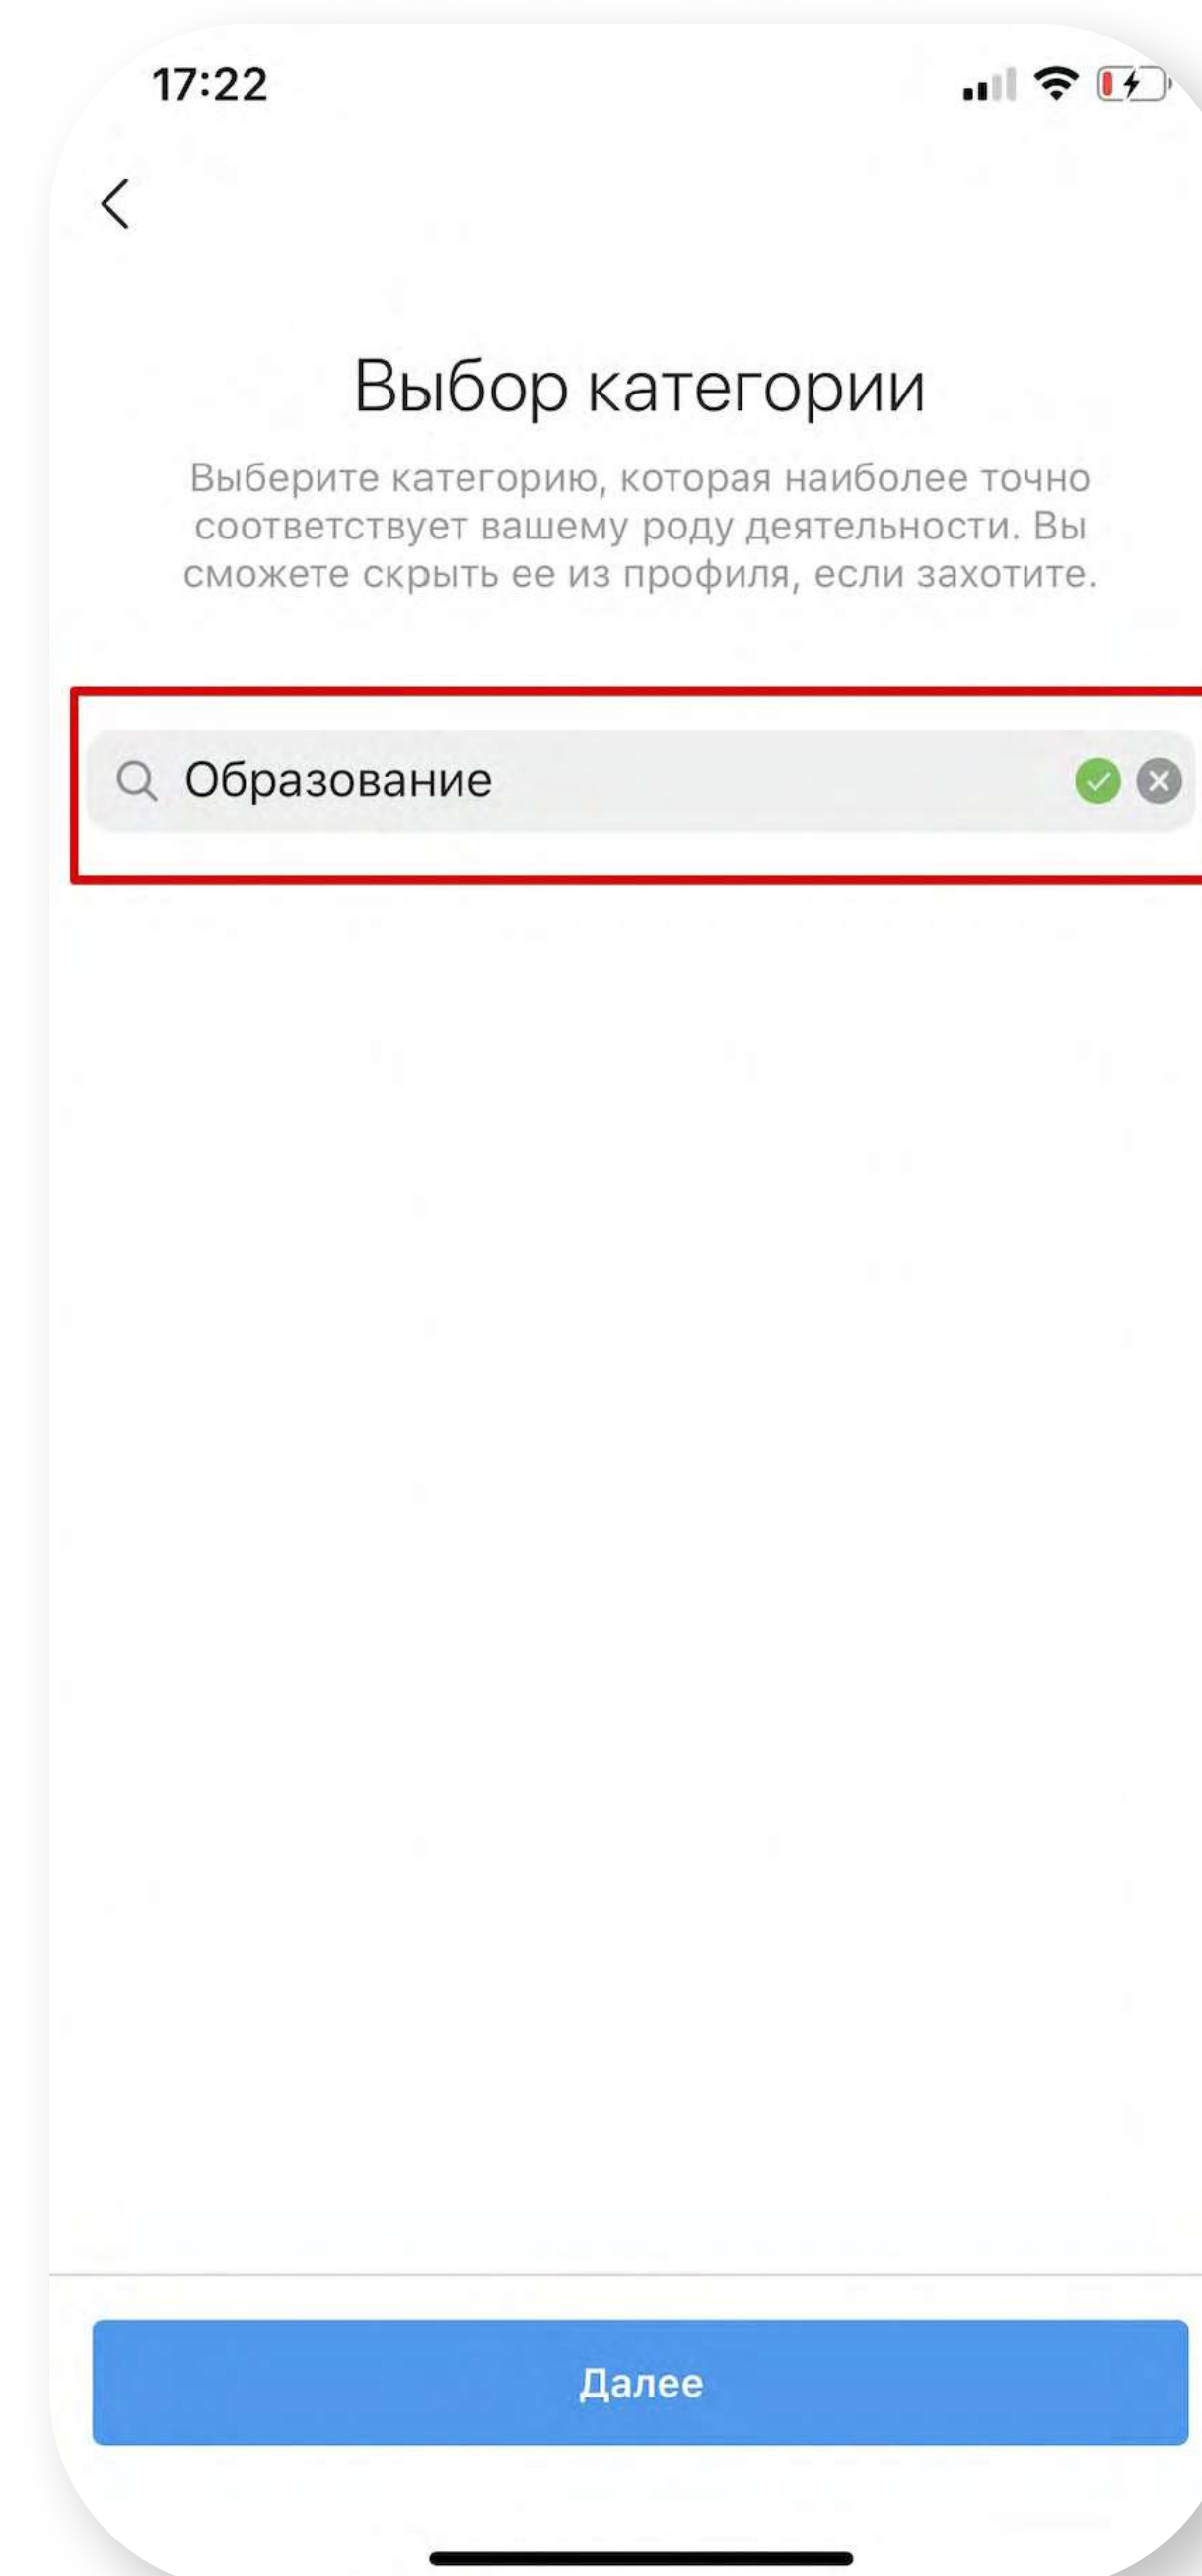 17:22
Выбор категории
Выберите категорию, которая наиболее точно
соответствует вашему роду деятельности. Вы
сможете скрыть ее из профиля, если захотите.
Образование
Далее